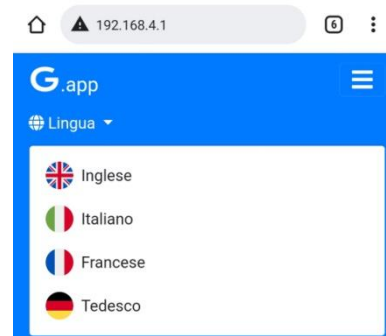 192.168.4.1
6
G.app
Lingua
Inglese
Italiano
Francese
Tedesco